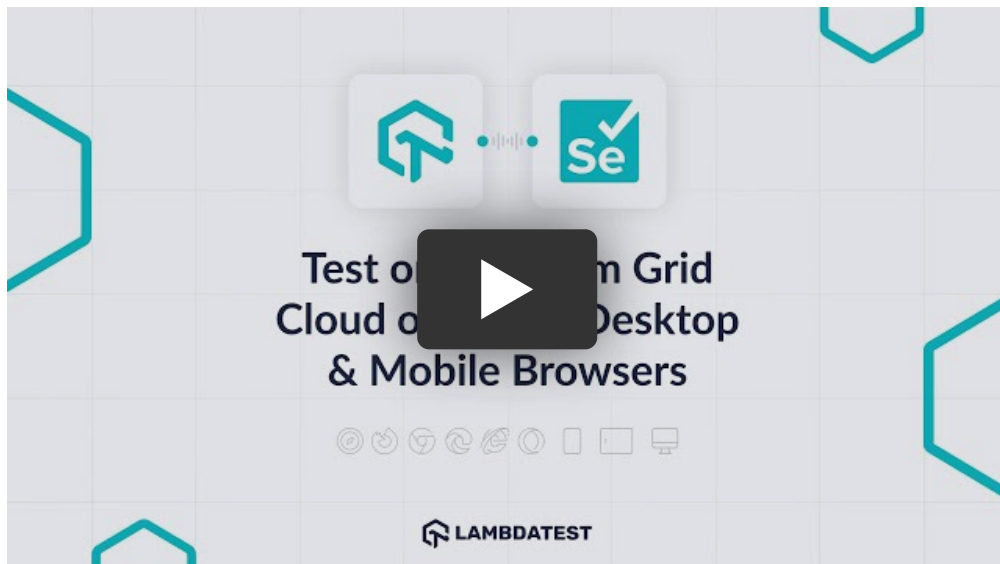 Se
Test o
m Grid
Cloud o
Desktop
& Mobile Browsers
LAMBDATEST